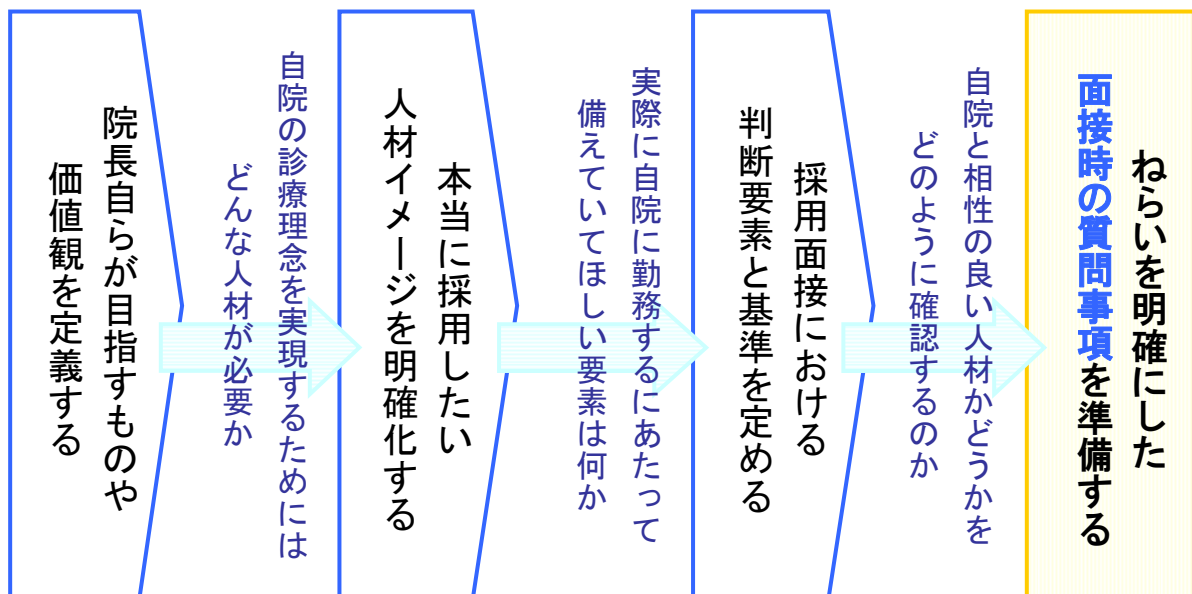 院長自らが目指すものや
価値観を定義する
自院の診療理念を実現するためには
どんな人材が必要か
本当に採用したい
人材イメージを明確化する
実際に自院に勤務するにあたって
備えていてほしい要素は何か
採用面接における
判断要素と基準を定める
自院と相性の良い人材かどうかを
どのように確認するのか
ねらいを明確にした
面接時の質問事項を準備する